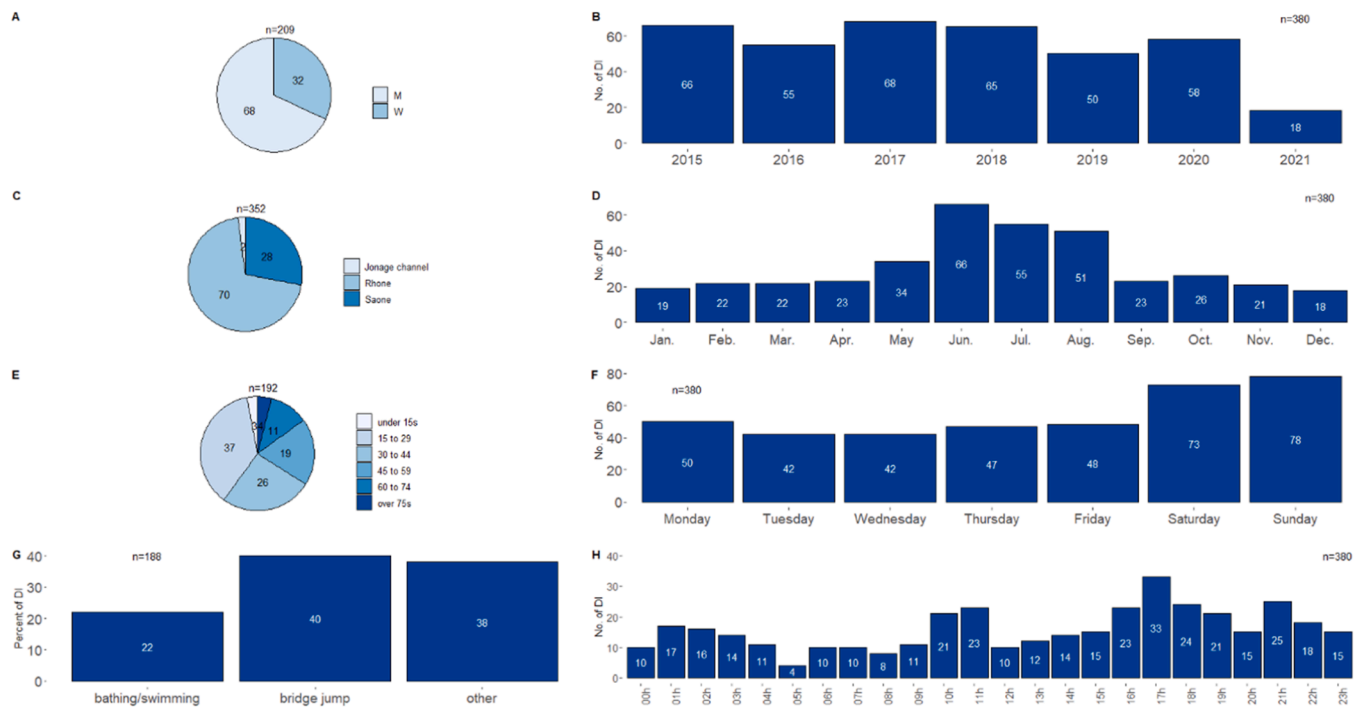 A
n=209
32
68
M
W
B
n=380
No. of DI
60
40
20
0
66
55
68
65
50
58
18
2015 2016 2017 2018 2019 2020 2021
C
n=352
2
28
70
Jonage channel
Rhone
Saone
D
n=380
No. of DI
60
40
20
0
19
22
22
23
34
66
55
51
23
26
21
18
Jan. Feb. Mar. Apr. May Jun. Jul. Aug. Sep. Oct. Nov. Dec.
E
n=192
3
4
11
37
19
26
under 15s
15 to 29
30 to 44
45 to 59
60 to 74
over 75s
F
n=380
No. of DI
80
60
40
20
0
50
42
42
47
48
73
78
Monday Tuesday Wednesday Thursday Friday Saturday Sunday
G
n=188
Percent of DI
40
30
20
10
0
22
40
38
bathing/swimming bridge jump other
H
n=380
No. of DI
40
30
20
10
0
10
17
16
14
11
4
10
10
8
11
21
23
10
12
14
15
23
33
24
21
15
25
18
15
00h 01h 02h 03h 04h 05h 06h 07h 08h 09h 10h 11h 12h 13h 14h 15h 16h 17h 18h 19h 20h 21h 22h 23h